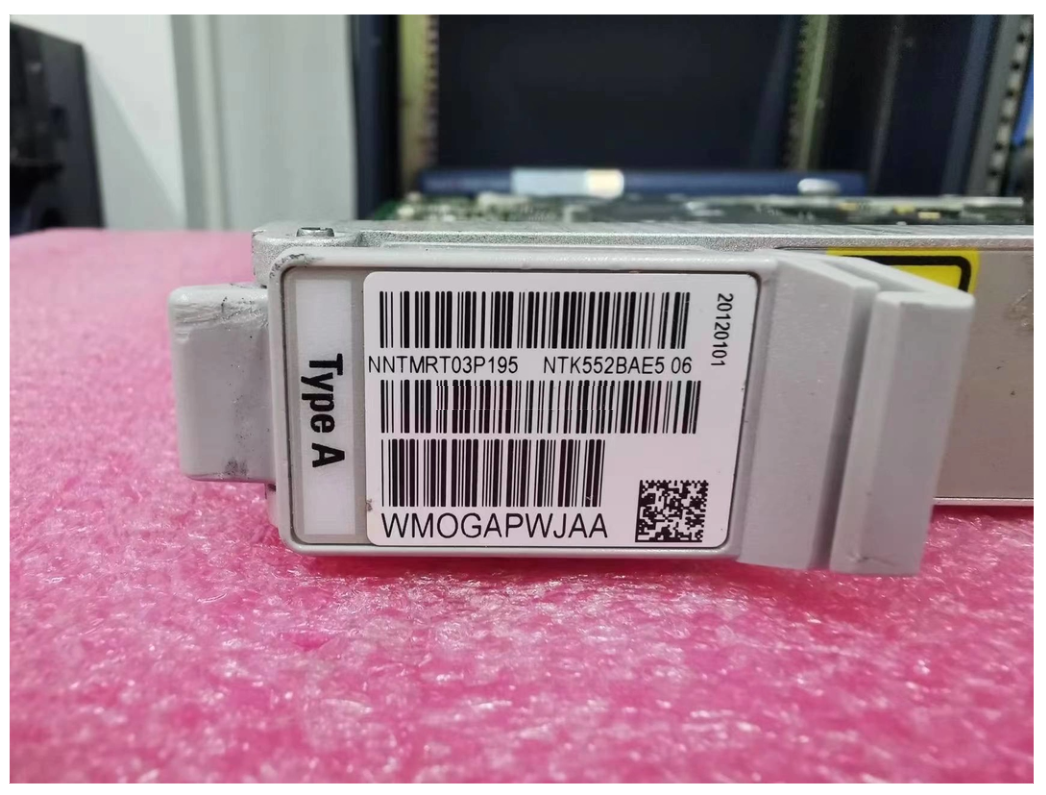 Type A
20120101
NNTMRT03P195 NTK552BAE5 06
WMOGAPWJAA